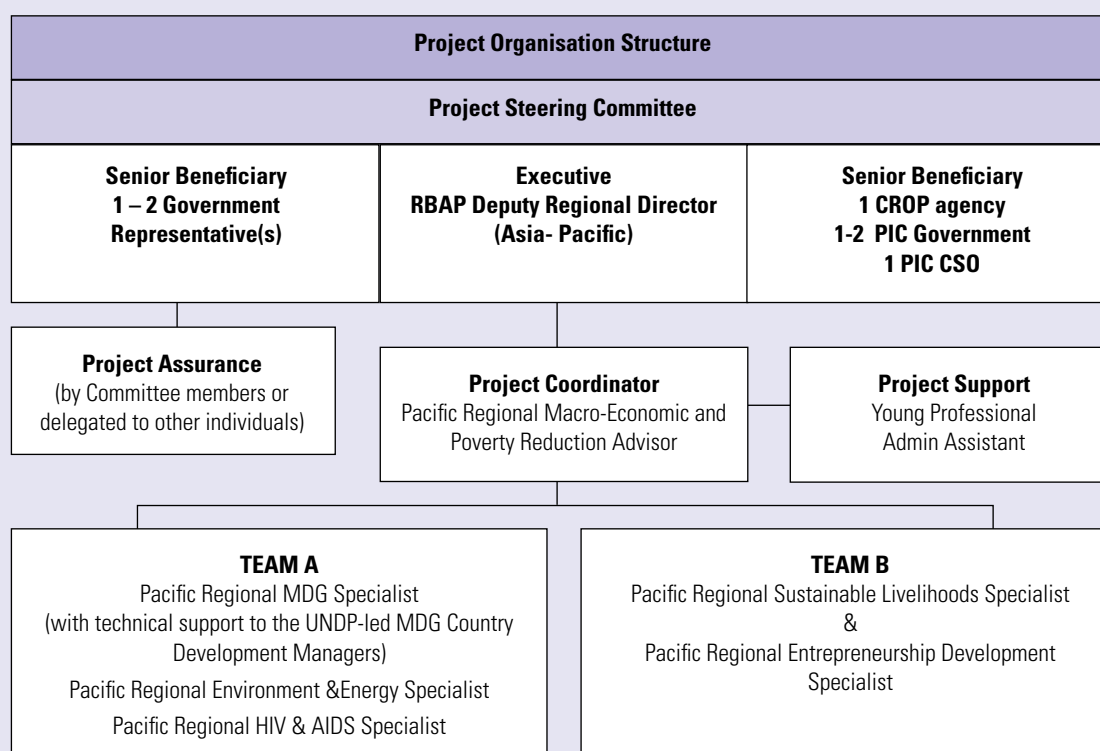 Project Organisation Structure
Project Steering Committee
Senior Beneficiary
1 – 2 Government
Representative(s)
Executive
RBAP Deputy Regional Director
(Asia- Pacific)
Senior Beneficiary
1 CROP agency
1-2 PIC Government
1 PIC CSO
Project Assurance
(by Committee members or
delegated to other individuals)
Project Coordinator
Pacific Regional Macro-Economic and
Poverty Reduction Advisor
Project Support
Young Professional
Admin Assistant
TEAM A
Pacific Regional MDG Specialist
(with technical support to the UNDP-led MDG Country
Development Managers)
Pacific Regional Environment &Energy Specialist
Pacific Regional HIV & AIDS Specialist
TEAM B
Pacific Regional Sustainable Livelihoods Specialist
&
Pacific Regional Entrepreneurship Development
Specialist